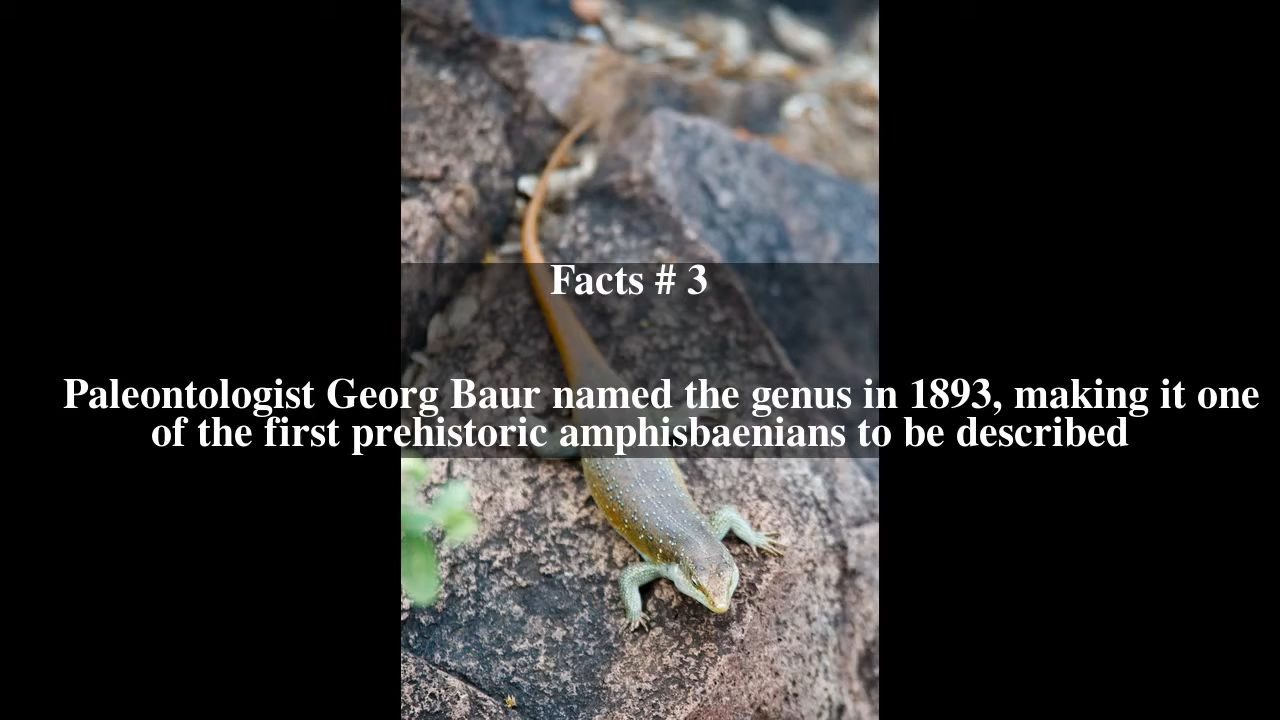 Facts # 3
Paleontologist Georg Baur named the genus in 1893, making it one
of the first prehistoric amphisbaenians to be described